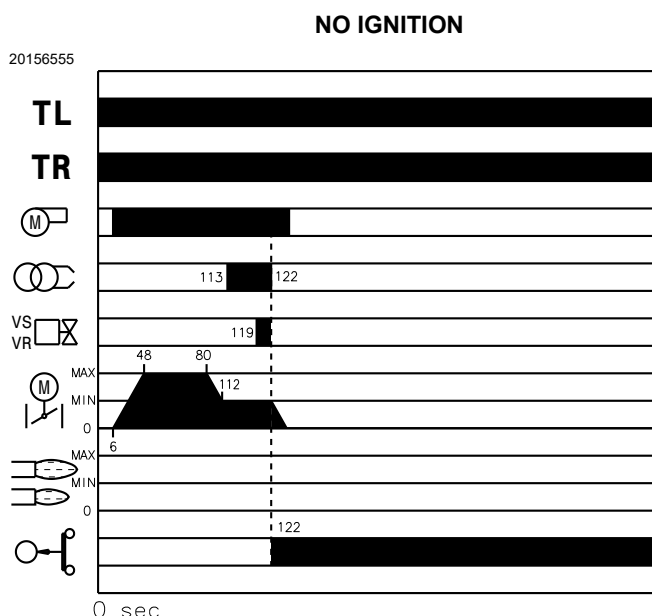 NO IGNITION
20156555
TL
TR
M
113 122
VS
VR
119
48 80
MAX
M
112
MIN
0
6
MAX
MIN
0
122
0 sec